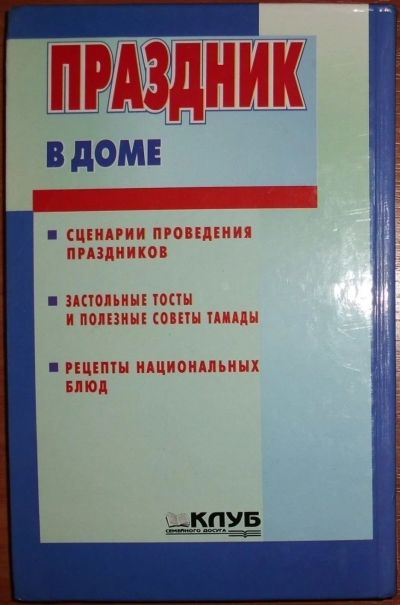 ПРАЗДНИК
В ДОМЕ
СЦЕНАРИИ ПРОВЕДЕНИЯ
ПРАЗДНИКОВ
ЗАСТОЛЬНЫЕ ТОСТЫ
И ПОЛЕЗНЫЕ СОВЕТЫ ТАМАДЫ
РЕЦЕПТЫ НАЦИОНАЛЬНЫХ
БЛЮД
КЛУБ
СЕМЕЙНОГО ДОСУГА